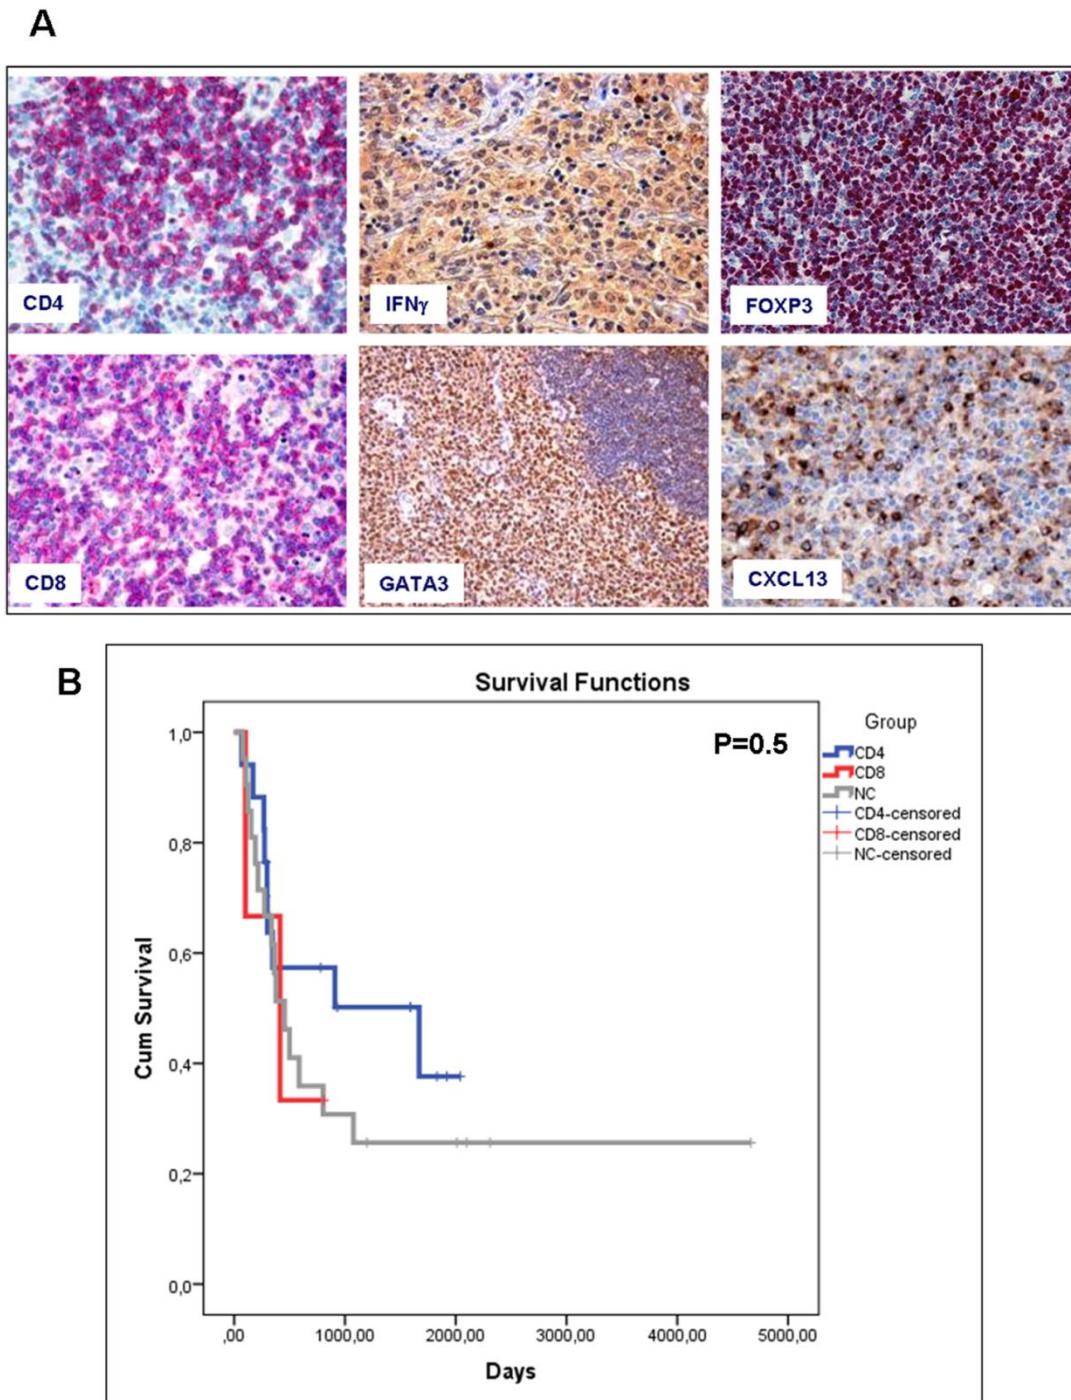 A
CD4
IFNγ
FOXP3
CD8
GATA3
CXCL13
B
Survival Functions
P=0.5
Group
CD4
CD8
NC
CD4-censored
CD8-censored
NC-censored
Cum Survival
1,0
0,8
0,6
0,4
0,2
0,0
,00
1000,00
2000,00
3000,00
4000,00
5000,00
Days